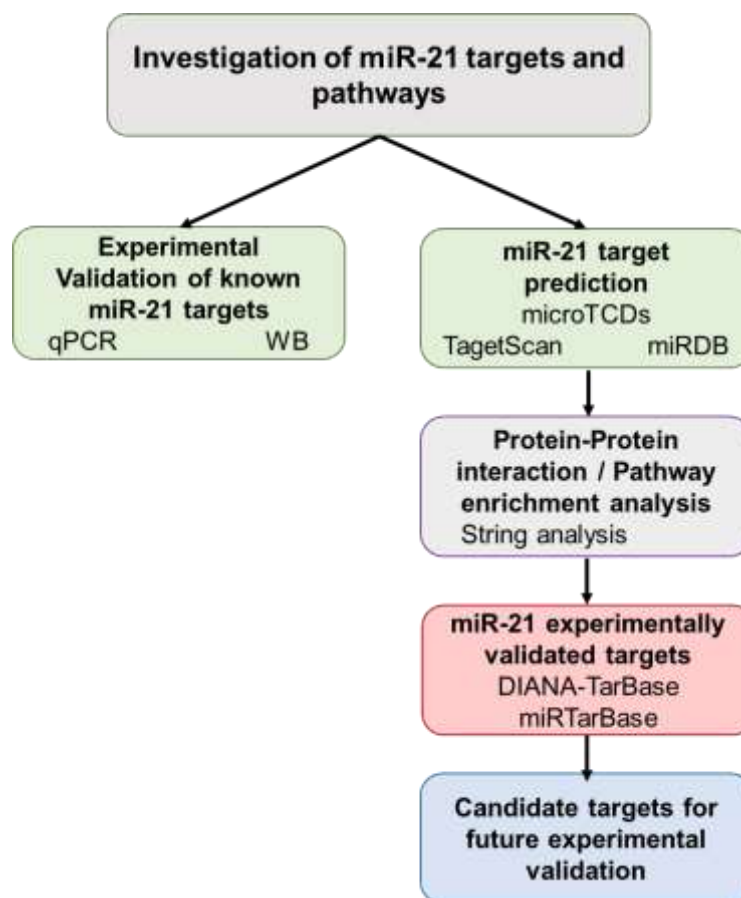 Investigation of miR-21 targets and
pathways
Experimental
Validation of known
miR-21 targets
qPCR WB
miR-21 target
prediction
microTCDs
TagetScan miRDB
Protein-Protein
interaction / Pathway
enrichment analysis
String analysis
miR-21 experimentally
validated targets
DIANA-TarBase
miRTarBase
Candidate targets for
future experimental
validation